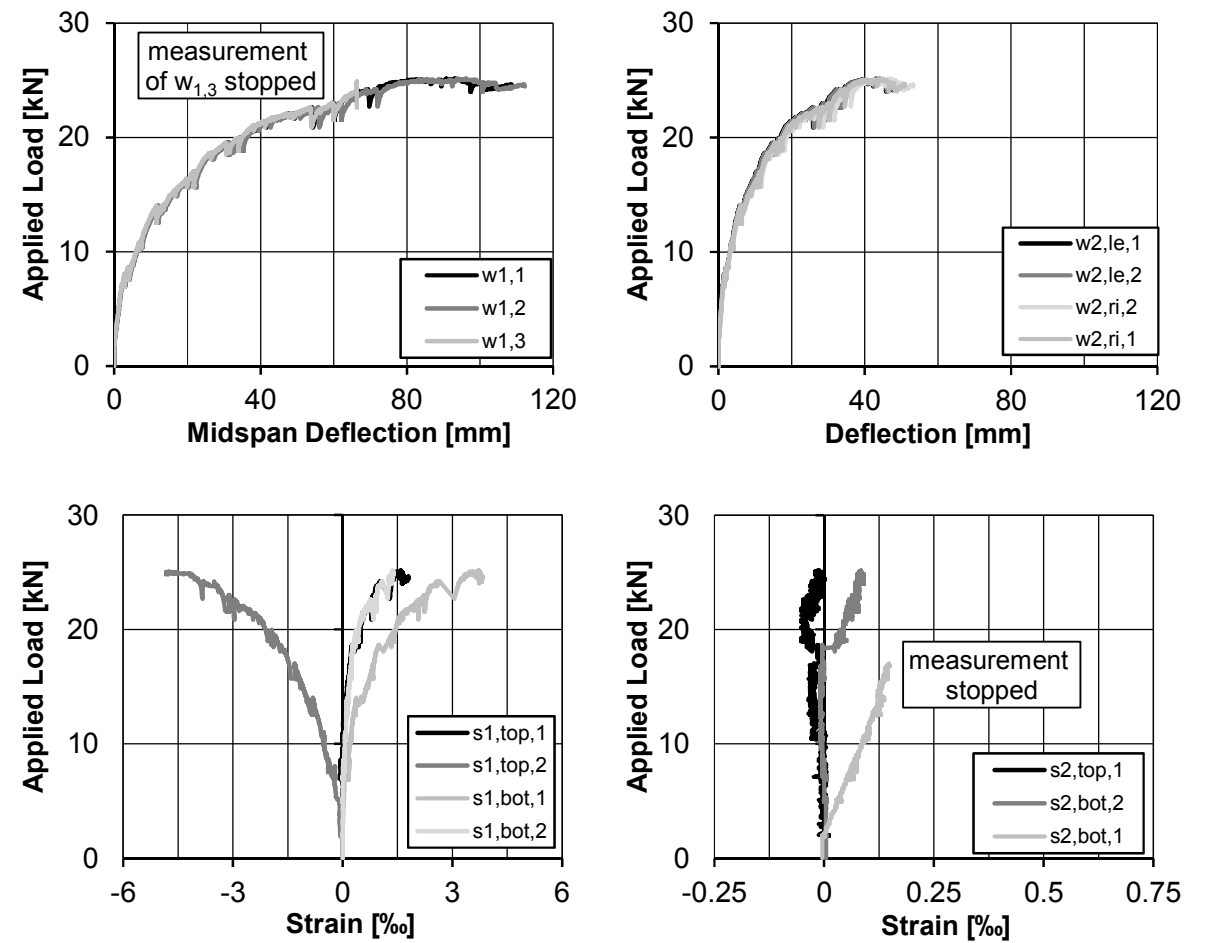 30
20
10
0
Applied Load [kN]
measurement
of w1,3 stopped
w1,1
w1,2
w1,3
0 40 80 120
Midspan Deflection [mm]
30
20
10
0
Applied Load [kN]
w2,le,1
w2,le,2
w2,ri,2
w2,ri,1
0 40 80 120
Deflection [mm]
30
20
10
0
Applied Load [kN]
s1,top,1
s1,top,2
s1,bot,1
s1,bot,2
-6 -3 0 3 6
Strain [‰]
30
20
10
0
Applied Load [kN]
measurement
stopped
s2,top,1
s2,bot,2
s2,bot,1
-0.25 0 0.25 0.5 0.75
Strain [‰]